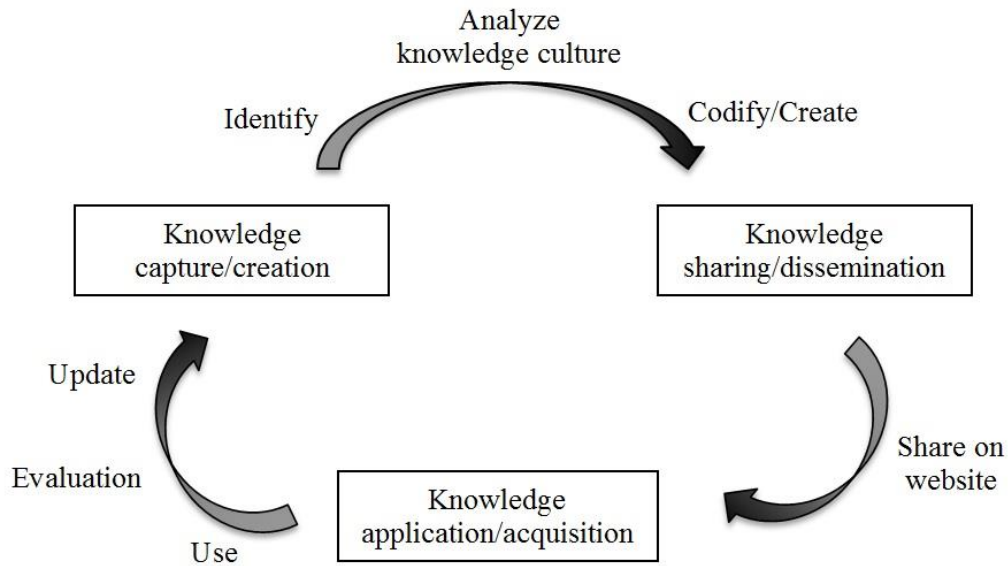 Analyze
knowledge culture
Identify
Codify/Create
Knowledge
capture/creation
Knowledge
sharing/dissemination
Update
Share on
website
Evaluation
Knowledge
application/acquisition
Use